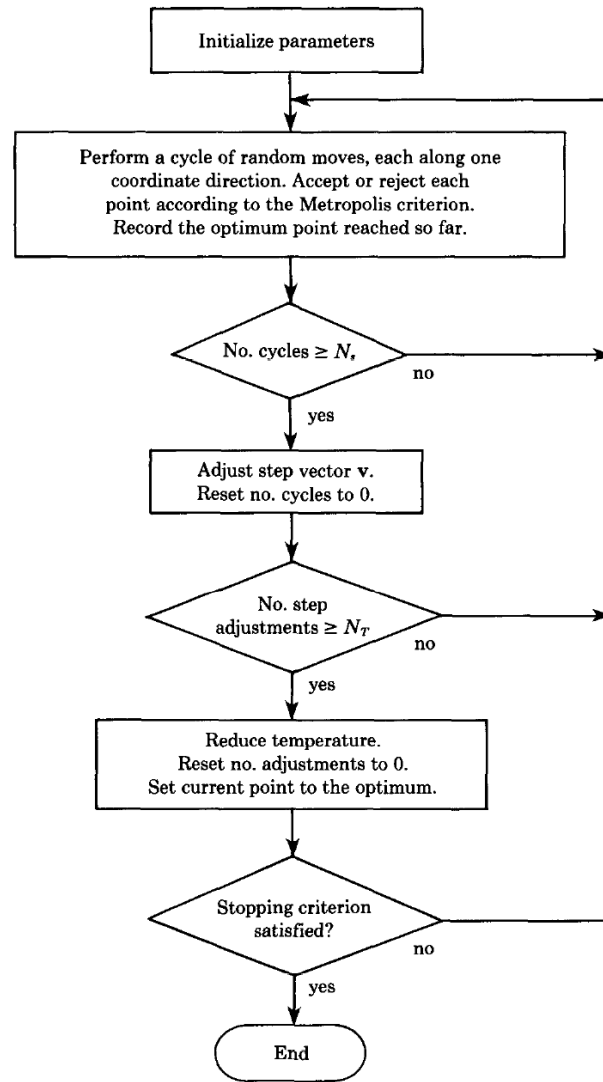 Initialize parameters
Perform a cycle of random moves, each along one
coordinate direction. Accept or reject each
point according to the Metropolis criterion.
Record the optimum point reached so far.
No. cycles ≥ Nₛ
no
yes
Adjust step vector v.
Reset no. cycles to 0.
No. step
adjustments ≥ N_T
no
yes
Reduce temperature.
Reset no. adjustments to 0.
Set current point to the optimum.
Stopping criterion
satisfied?
no
yes
End